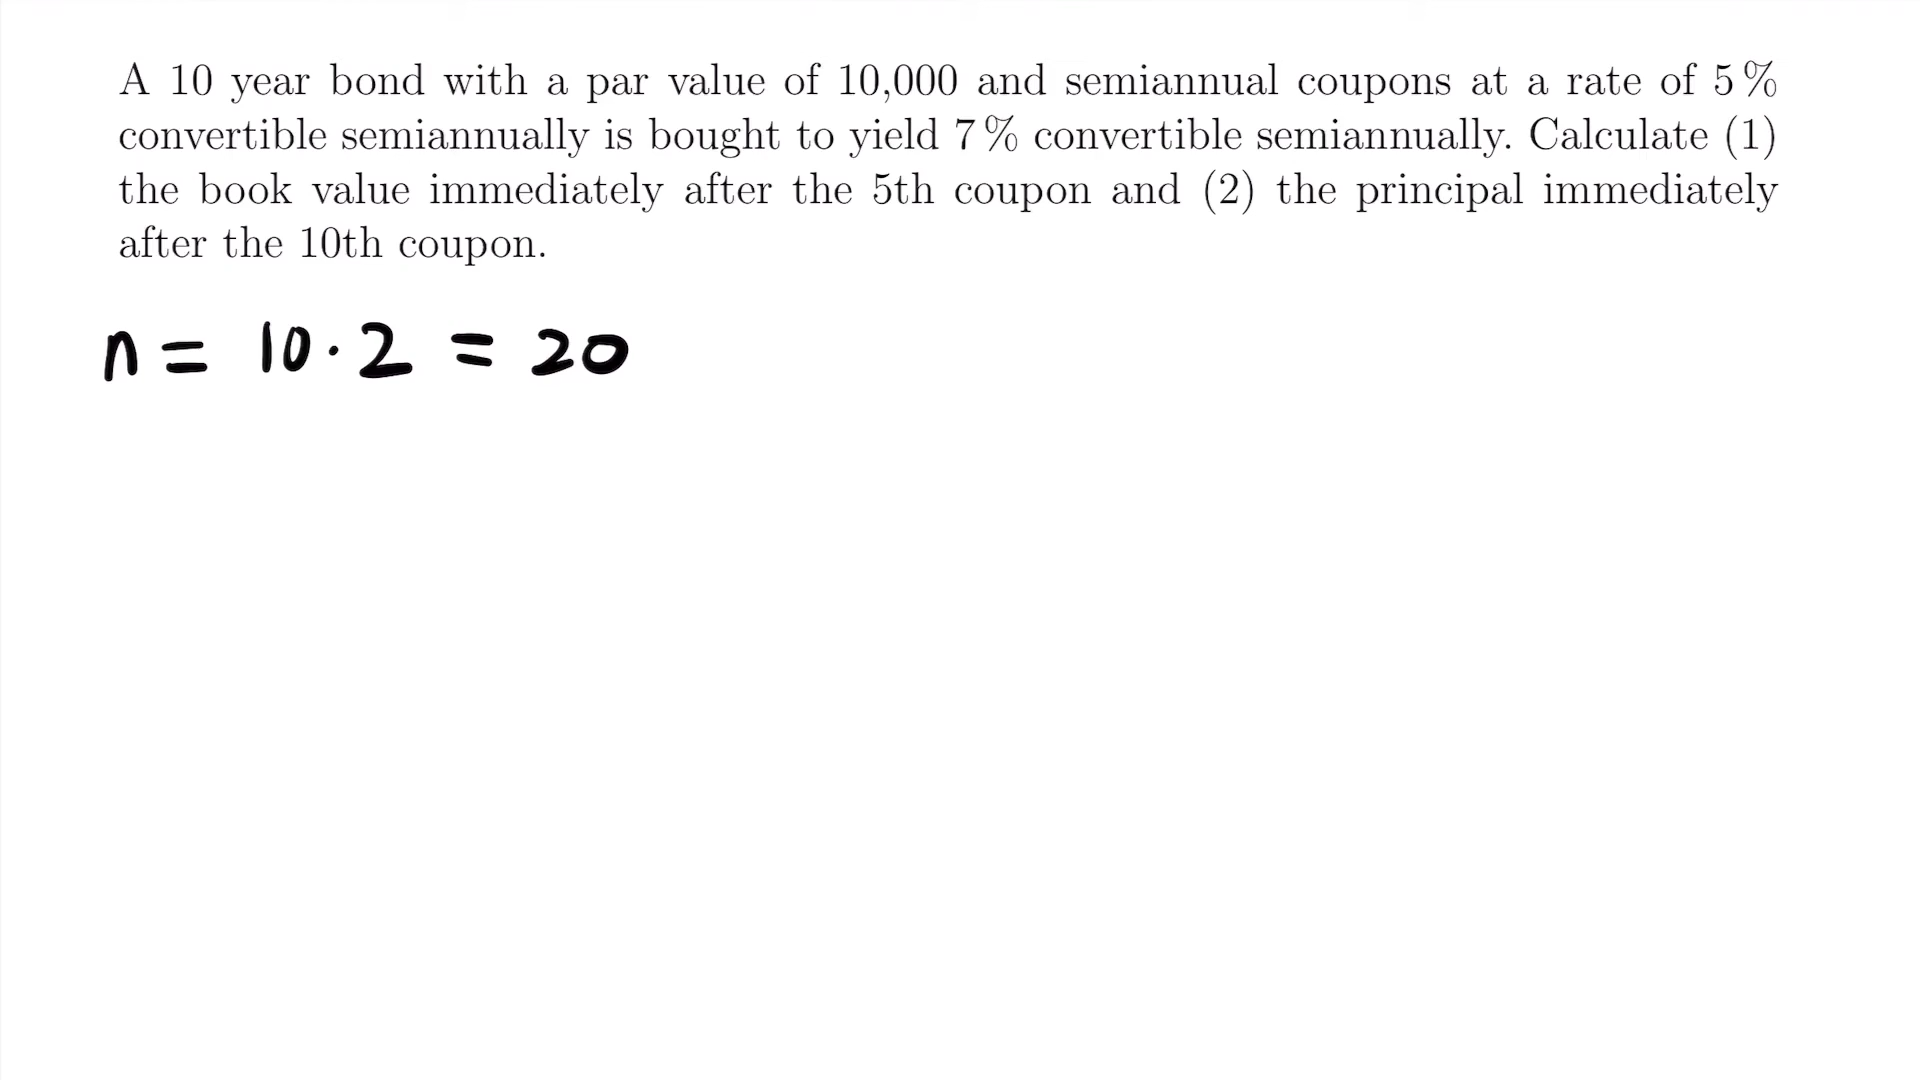 A 10 year bond with a par value of 10,000 and semiannual coupons at a rate of 5 %
convertible semiannually is bought to yield 7 % convertible semiannually. Calculate (1)
the book value immediately after the 5th coupon and (2) the principal immediately
after the 10th coupon.
n = 10 · 2 = 20